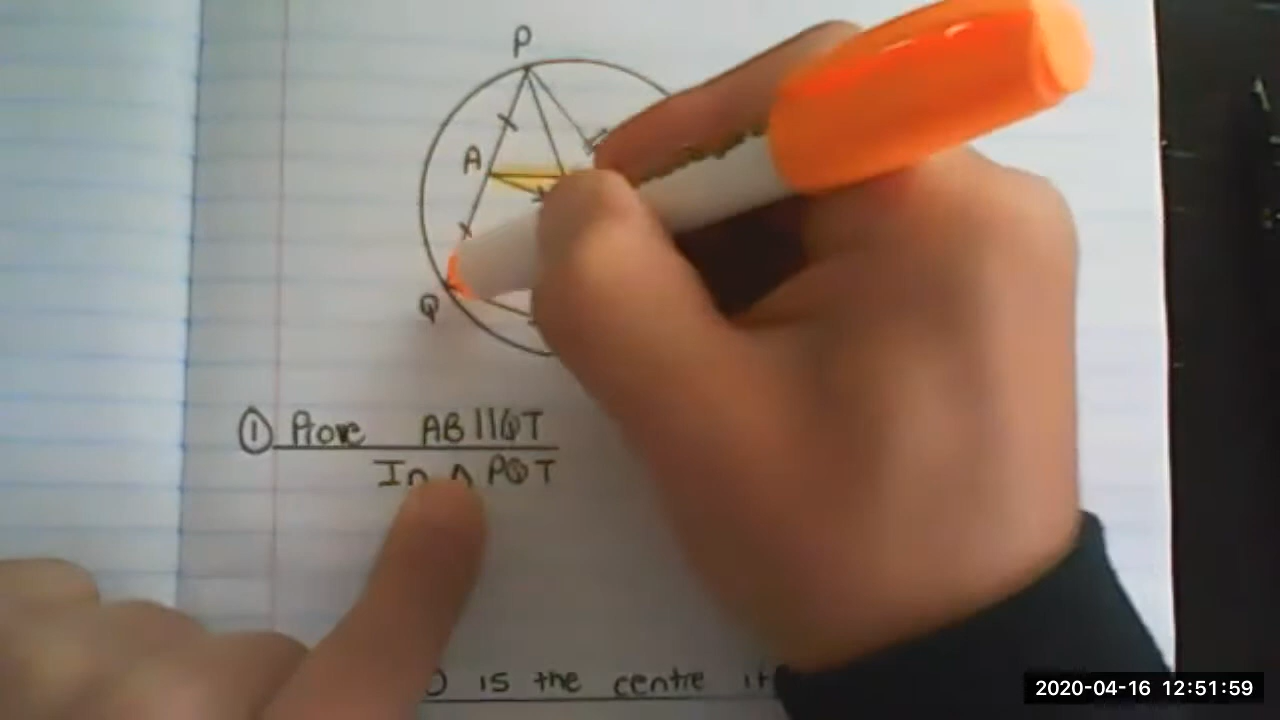 P
A
Q
① Prove AB||QT
In Δ PQT
O is the centre
2020-04-16 12:51:59